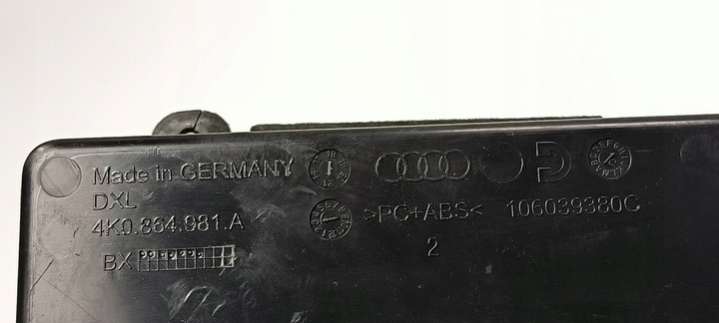 Made in GERMANY
DXL
4K0.864.981.A
>PC+ABS< 106039380C
BX
2